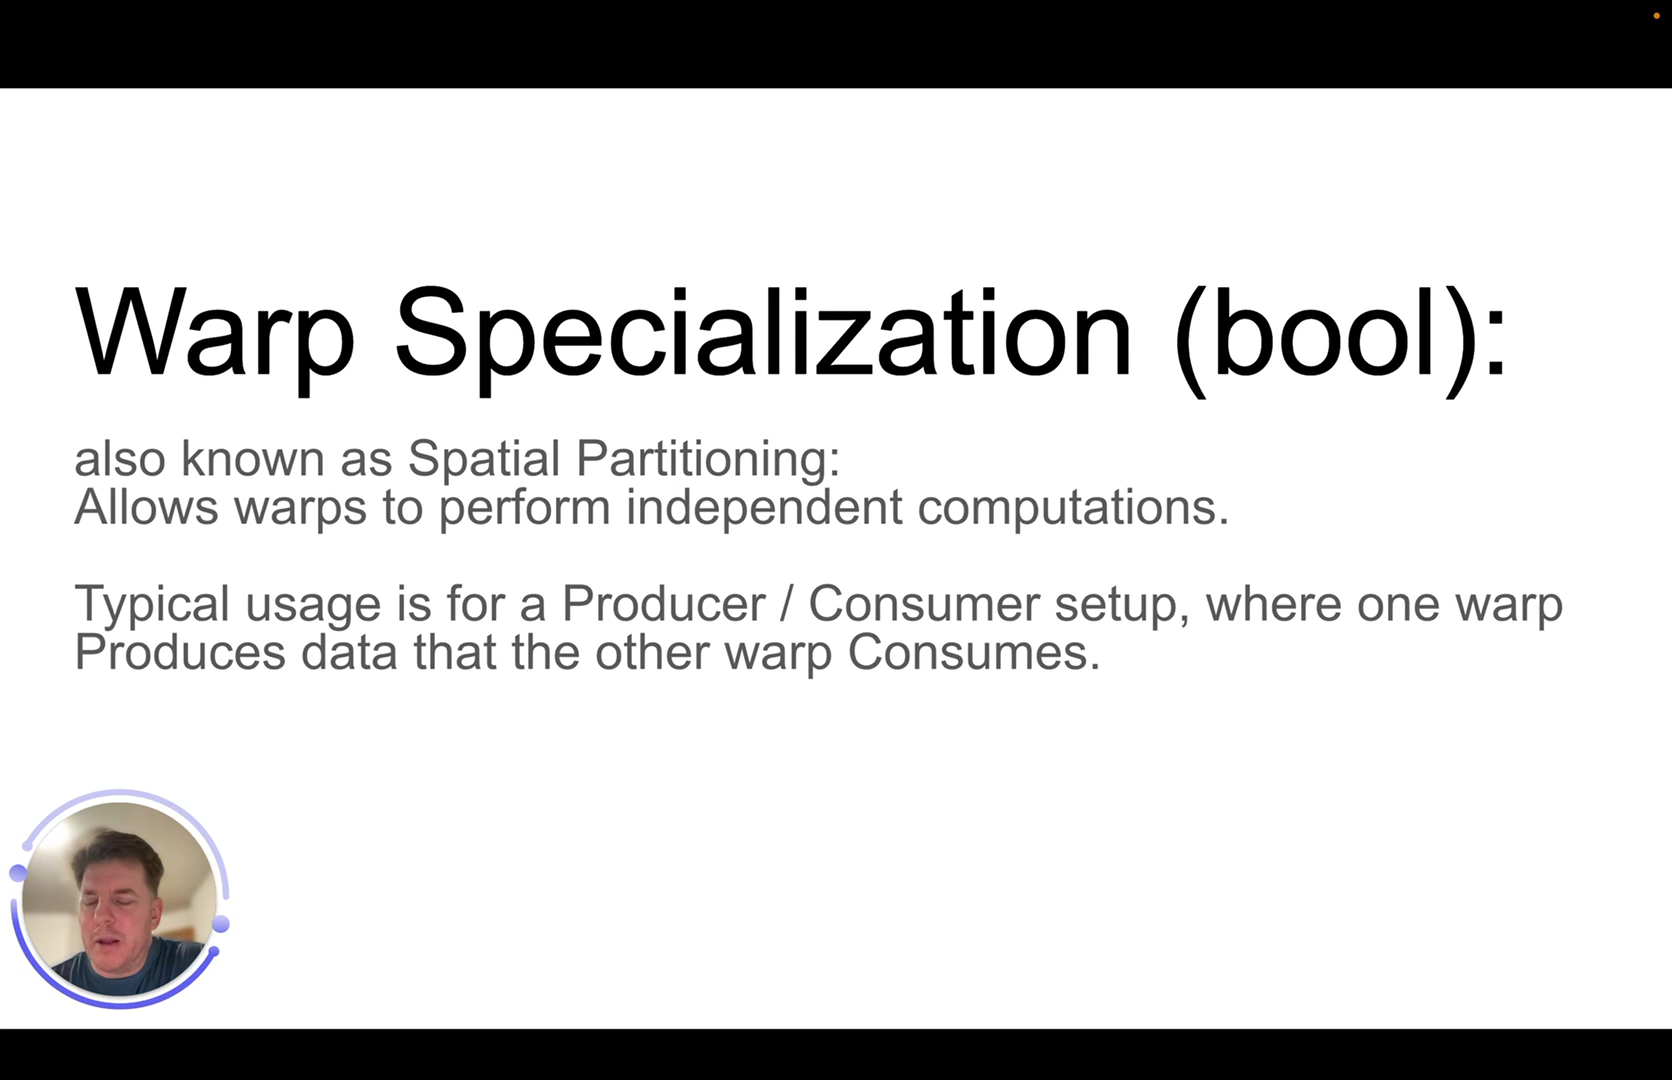 Warp Specialization (bool):
also known as Spatial Partitioning:
Allows warps to perform independent computations.
Typical usage is for a Producer / Consumer setup, where one warp
Produces data that the other warp Consumes.